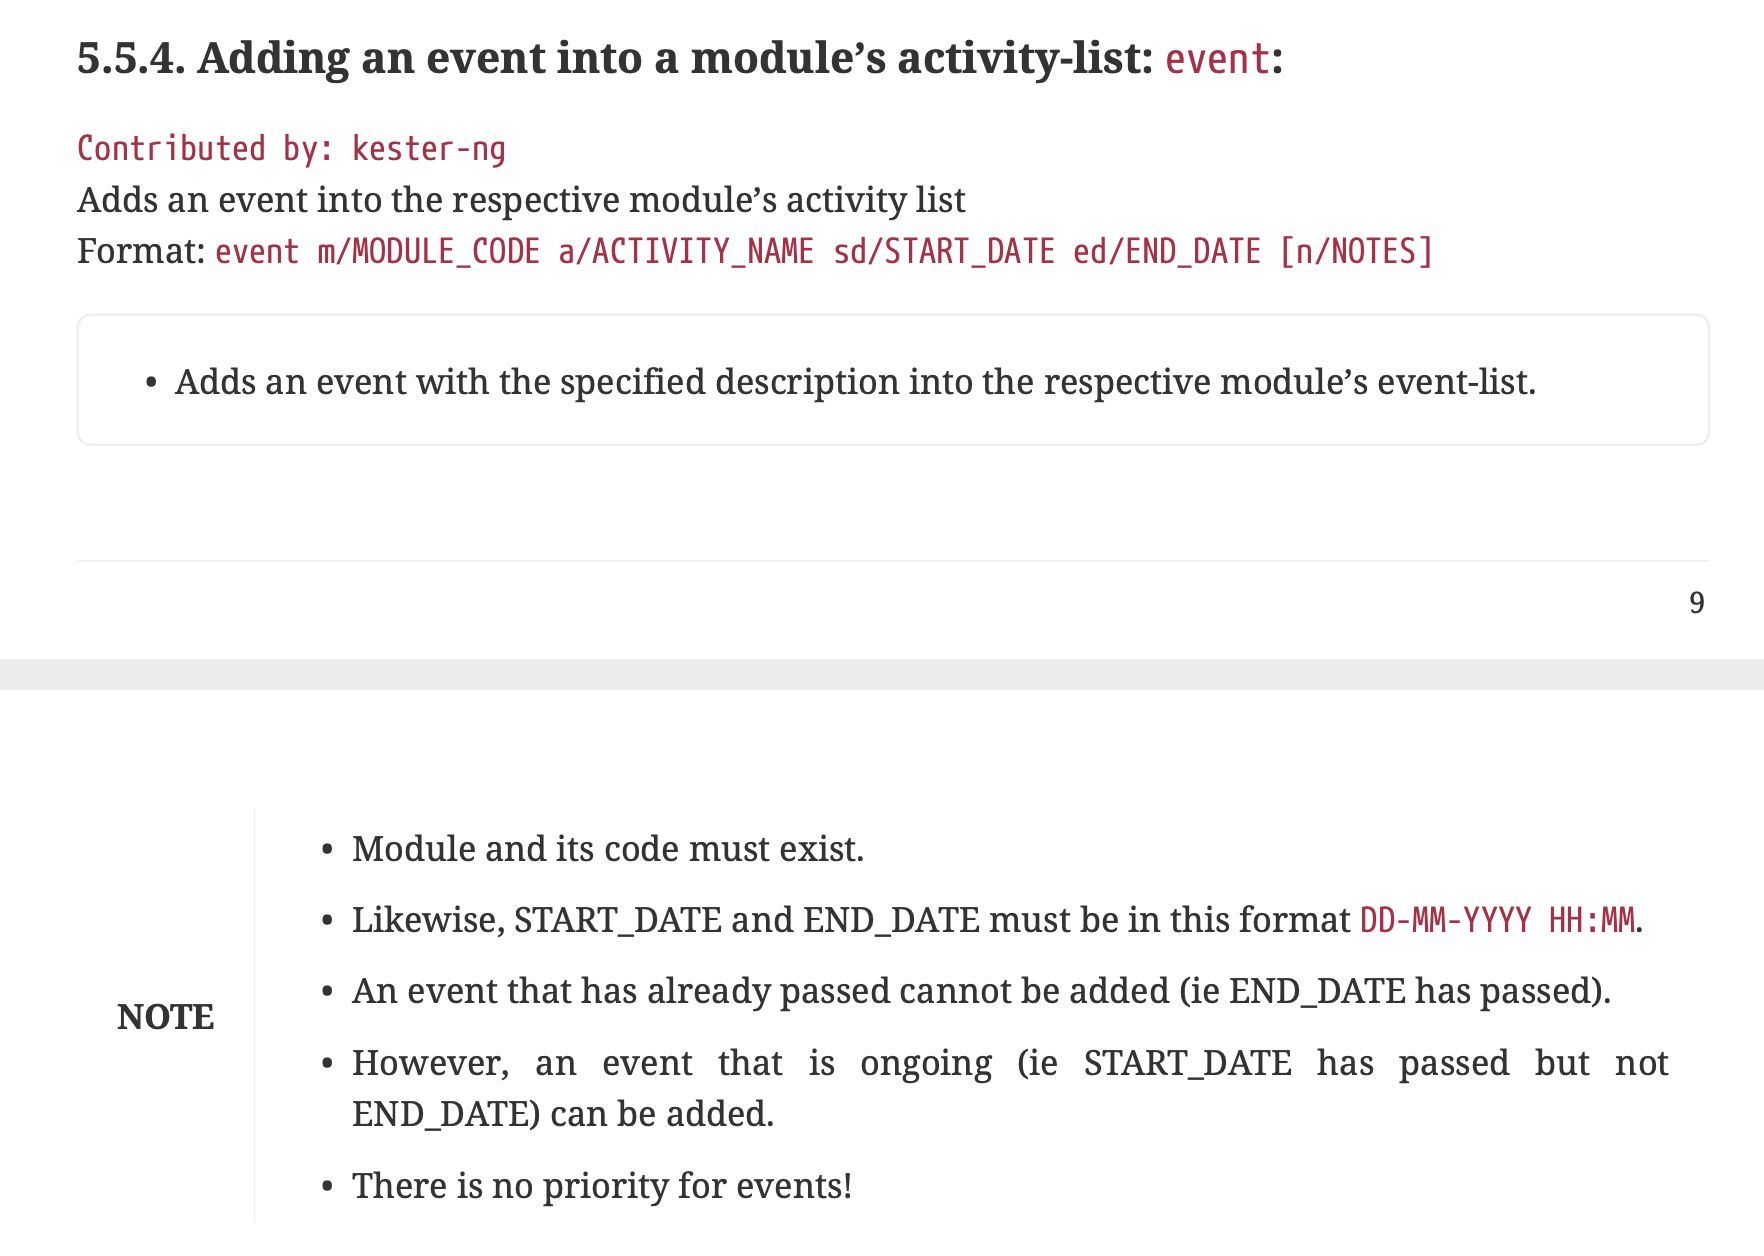 5.5.4. Adding an event into a module’s activity-list: event:
Contributed by: kester-ng
Adds an event into the respective module’s activity list
Format: event m/MODULE_CODE a/ACTIVITY_NAME sd/START_DATE ed/END_DATE [n/NOTES]
• Adds an event with the specified description into the respective module’s event-list.
9
NOTE
• Module and its code must exist.
• Likewise, START_DATE and END_DATE must be in this format DD-MM-YYYY HH:MM.
• An event that has already passed cannot be added (ie END_DATE has passed).
• However, an event that is ongoing (ie START_DATE has passed but not
END_DATE) can be added.
• There is no priority for events!